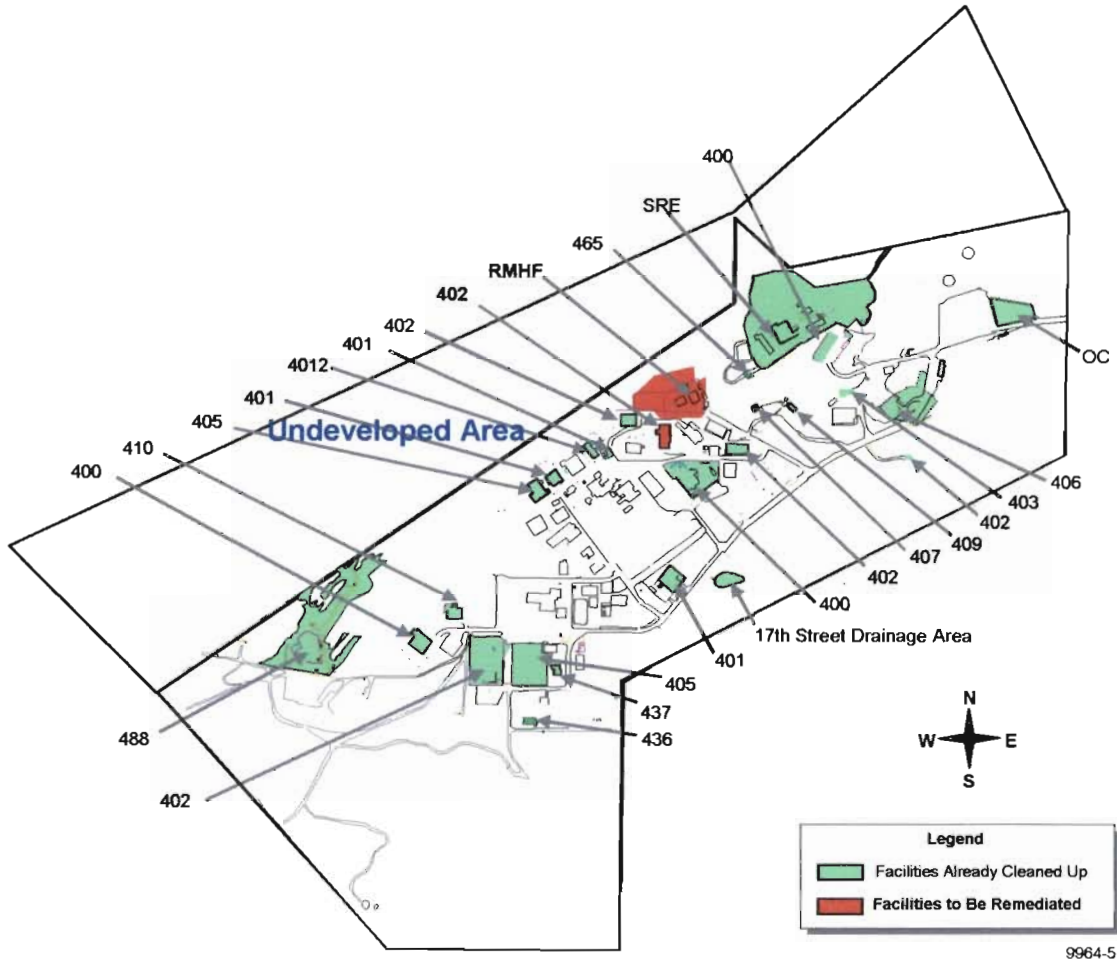 400
SRE
465
RMHF
402
402
401
4012
401
405
Undeveloped Area
410
400
OC
406
403
402
409
407
402
400
17th Street Drainage Area
401
405
437
436
488
402
N
W E
S
Legend
Facilities Already Cleaned Up
Facilities to Be Remediated
9964-5